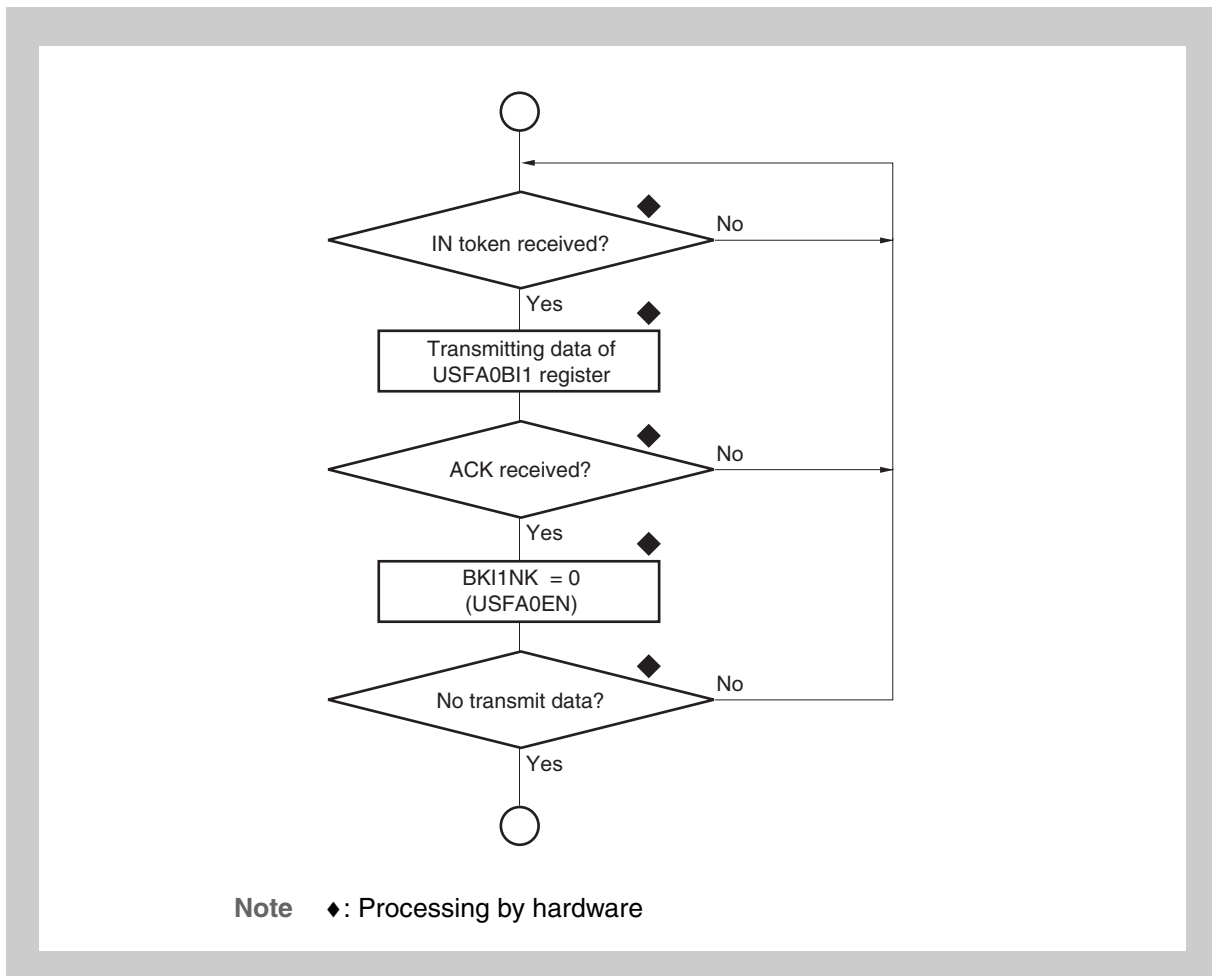 IN token received?
No
Yes
Transmitting data of
USFA0BI1 register
ACK received?
No
Yes
BKI1NK = 0
(USFA0EN)
No transmit data?
No
Yes
Note ♦: Processing by hardware